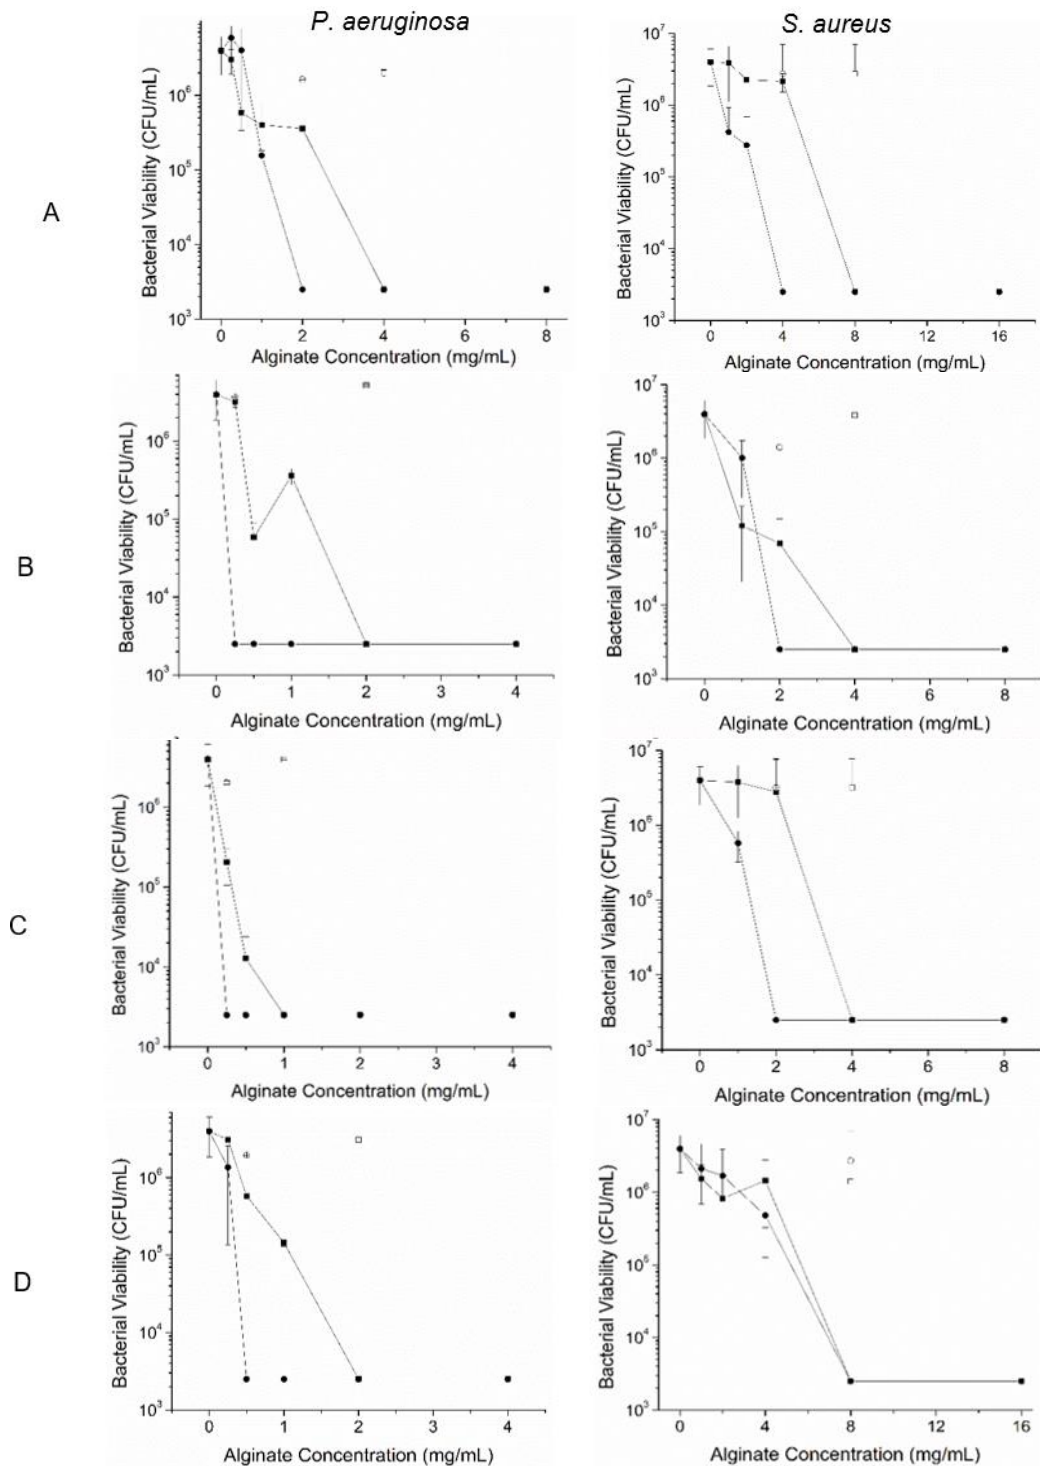 P. aeruginosa
S. aureus
A
Bacterial Viability (CFU/mL)
10⁶
10⁵
10⁴
10³
0 2 4 6 8
Alginate Concentration (mg/mL)
Bacterial Viability (CFU/mL)
10⁷
10⁶
10⁵
10⁴
10³
0 4 8 12 16
Alginate Concentration (mg/mL)
B
Bacterial Viability (CFU/mL)
10⁶
10⁵
10⁴
10³
0 1 2 3 4
Alginate Concentration (mg/mL)
Bacterial Viability (CFU/mL)
10⁷
10⁶
10⁵
10⁴
10³
0 2 4 6 8
Alginate Concentration (mg/mL)
C
Bacterial Viability (CFU/mL)
10⁶
10⁵
10⁴
10³
0 1 2 3 4
Alginate Concentration (mg/mL)
Bacterial Viability (CFU/mL)
10⁷
10⁶
10⁵
10⁴
10³
0 2 4 6 8
Alginate Concentration (mg/mL)
D
Bacterial Viability (CFU/mL)
10⁶
10⁵
10⁴
10³
0 1 2 3 4
Alginate Concentration (mg/mL)
Bacterial Viability (CFU/mL)
10⁷
10⁶
10⁵
10⁴
10³
0 4 8 12 16
Alginate Concentration (mg/mL)